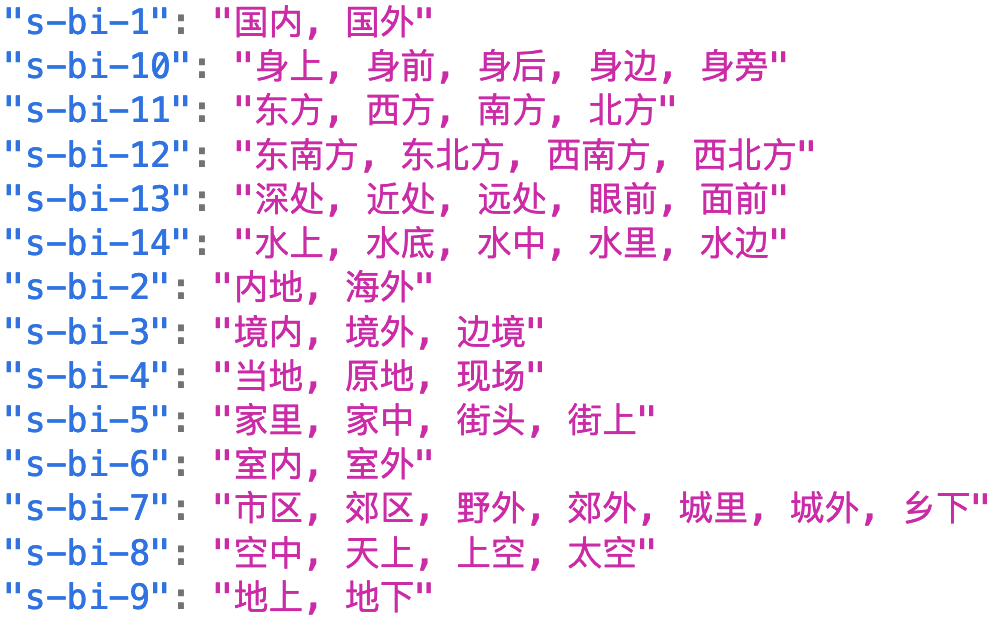 "s-bi-1": "国内, 国外"
"s-bi-10": "身上, 身前, 身后, 身边, 身旁"
"s-bi-11": "东方, 西方, 南方, 北方"
"s-bi-12": "东南方, 东北方, 西南方, 西北方"
"s-bi-13": "深处, 近处, 远处, 眼前, 面前"
"s-bi-14": "水上, 水底, 水中, 水里, 水边"
"s-bi-2": "内地, 海外"
"s-bi-3": "境内, 境外, 边境"
"s-bi-4": "当地, 原地, 现场"
"s-bi-5": "家里, 家中, 街头, 街上"
"s-bi-6": "室内, 室外"
"s-bi-7": "市区, 郊区, 野外, 郊外, 城里, 城外, 乡下"
"s-bi-8": "空中, 天上, 上空, 太空"
"s-bi-9": "地上, 地下"